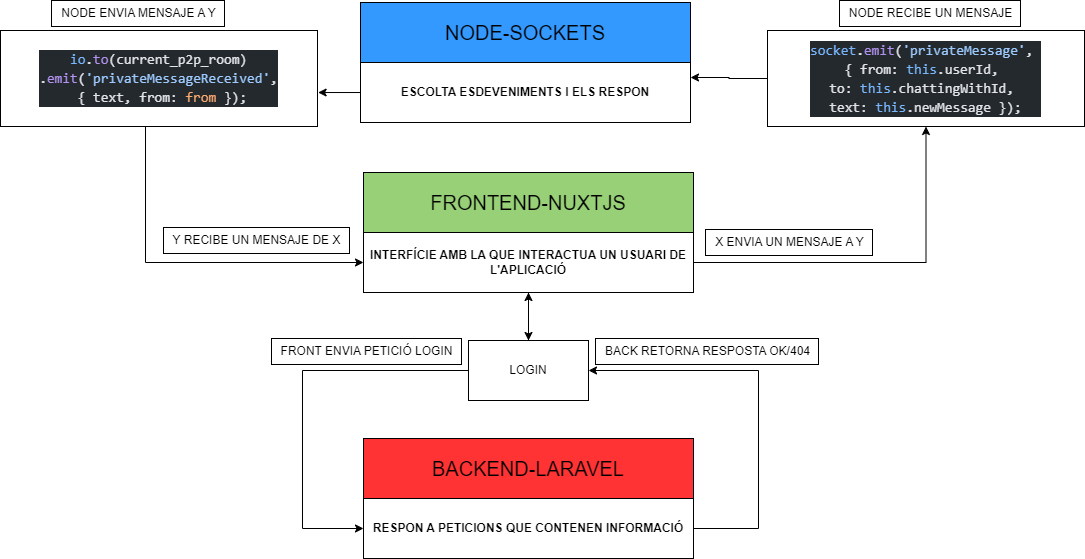 NODE ENVIA MENSAJE A Y
io.to(current_p2p_room)
.emit('privateMessageReceived',
{ text, from: from });
NODE-SOCKETS
ESCOLTA ESDEVENIMENTS I ELS RESPON
NODE RECIBE UN MENSAJE
socket.emit('privateMessage',
{ from: this.userId,
to: this.chattingWithId,
text: this.newMessage });
FRONTEND-NUXTJS
INTERFÍCIE AMB LA QUE INTERACTUA UN USUARI DE
L'APLICACIÓ
Y RECIBE UN MENSAJE DE X
X ENVIA UN MENSAJE A Y
FRONT ENVIA PETICIÓ LOGIN
LOGIN
BACK RETORNA RESPOSTA OK/404
BACKEND-LARAVEL
RESPON A PETICIONS QUE CONTENEN INFORMACIÓ